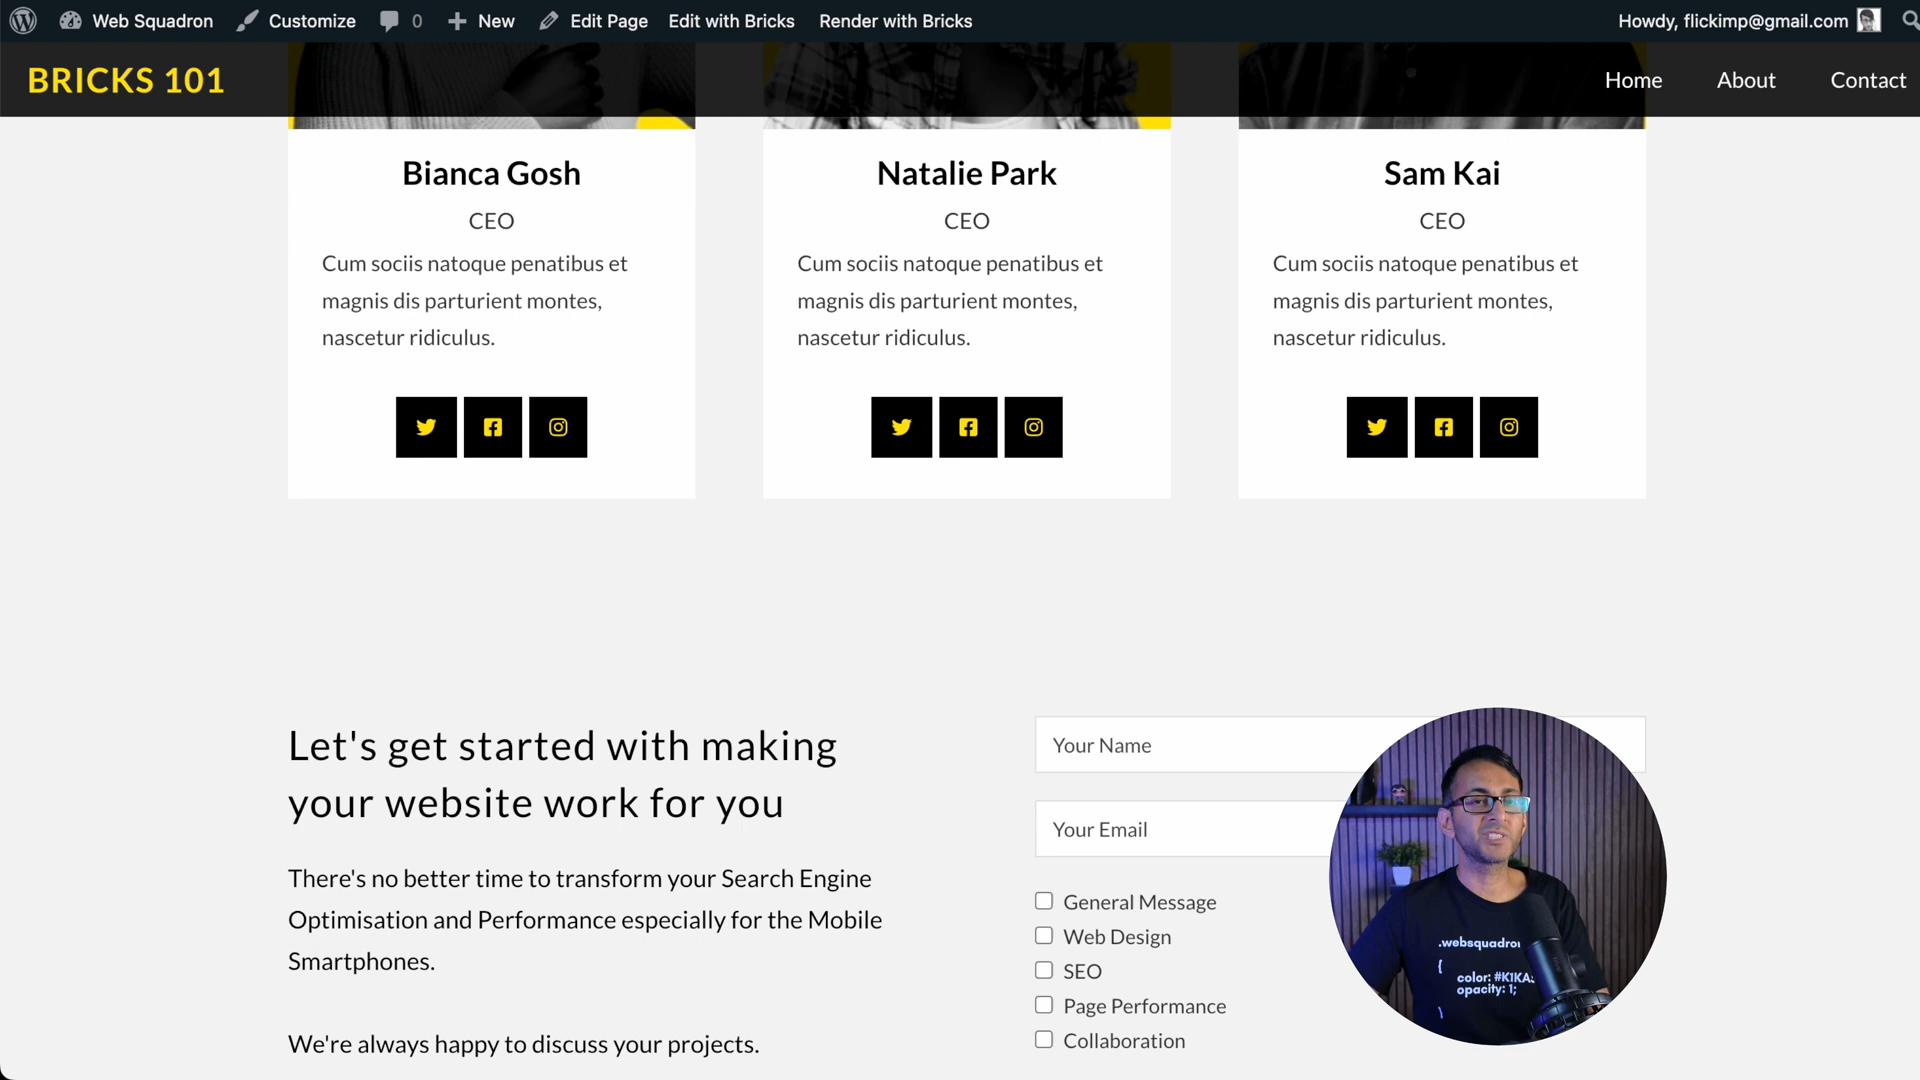 Web Squadron Customize 0 New Edit Page Edit with Bricks Render with Bricks Howdy, flickimp@gmail.com
BRICKS 101 Home About Contact
Bianca Gosh
CEO
Cum sociis natoque penatibus et
magnis dis parturient montes,
nascetur ridiculus.
Natalie Park
CEO
Cum sociis natoque penatibus et
magnis dis parturient montes,
nascetur ridiculus.
Sam Kai
CEO
Cum sociis natoque penatibus et
magnis dis parturient montes,
nascetur ridiculus.
Let's get started with making
your website work for you
There's no better time to transform your Search Engine
Optimisation and Performance especially for the Mobile
Smartphones.
We're always happy to discuss your projects.
Your Name
Your Email
General Message
Web Design
SEO
Page Performance
Collaboration
{
opacity: 1;
}